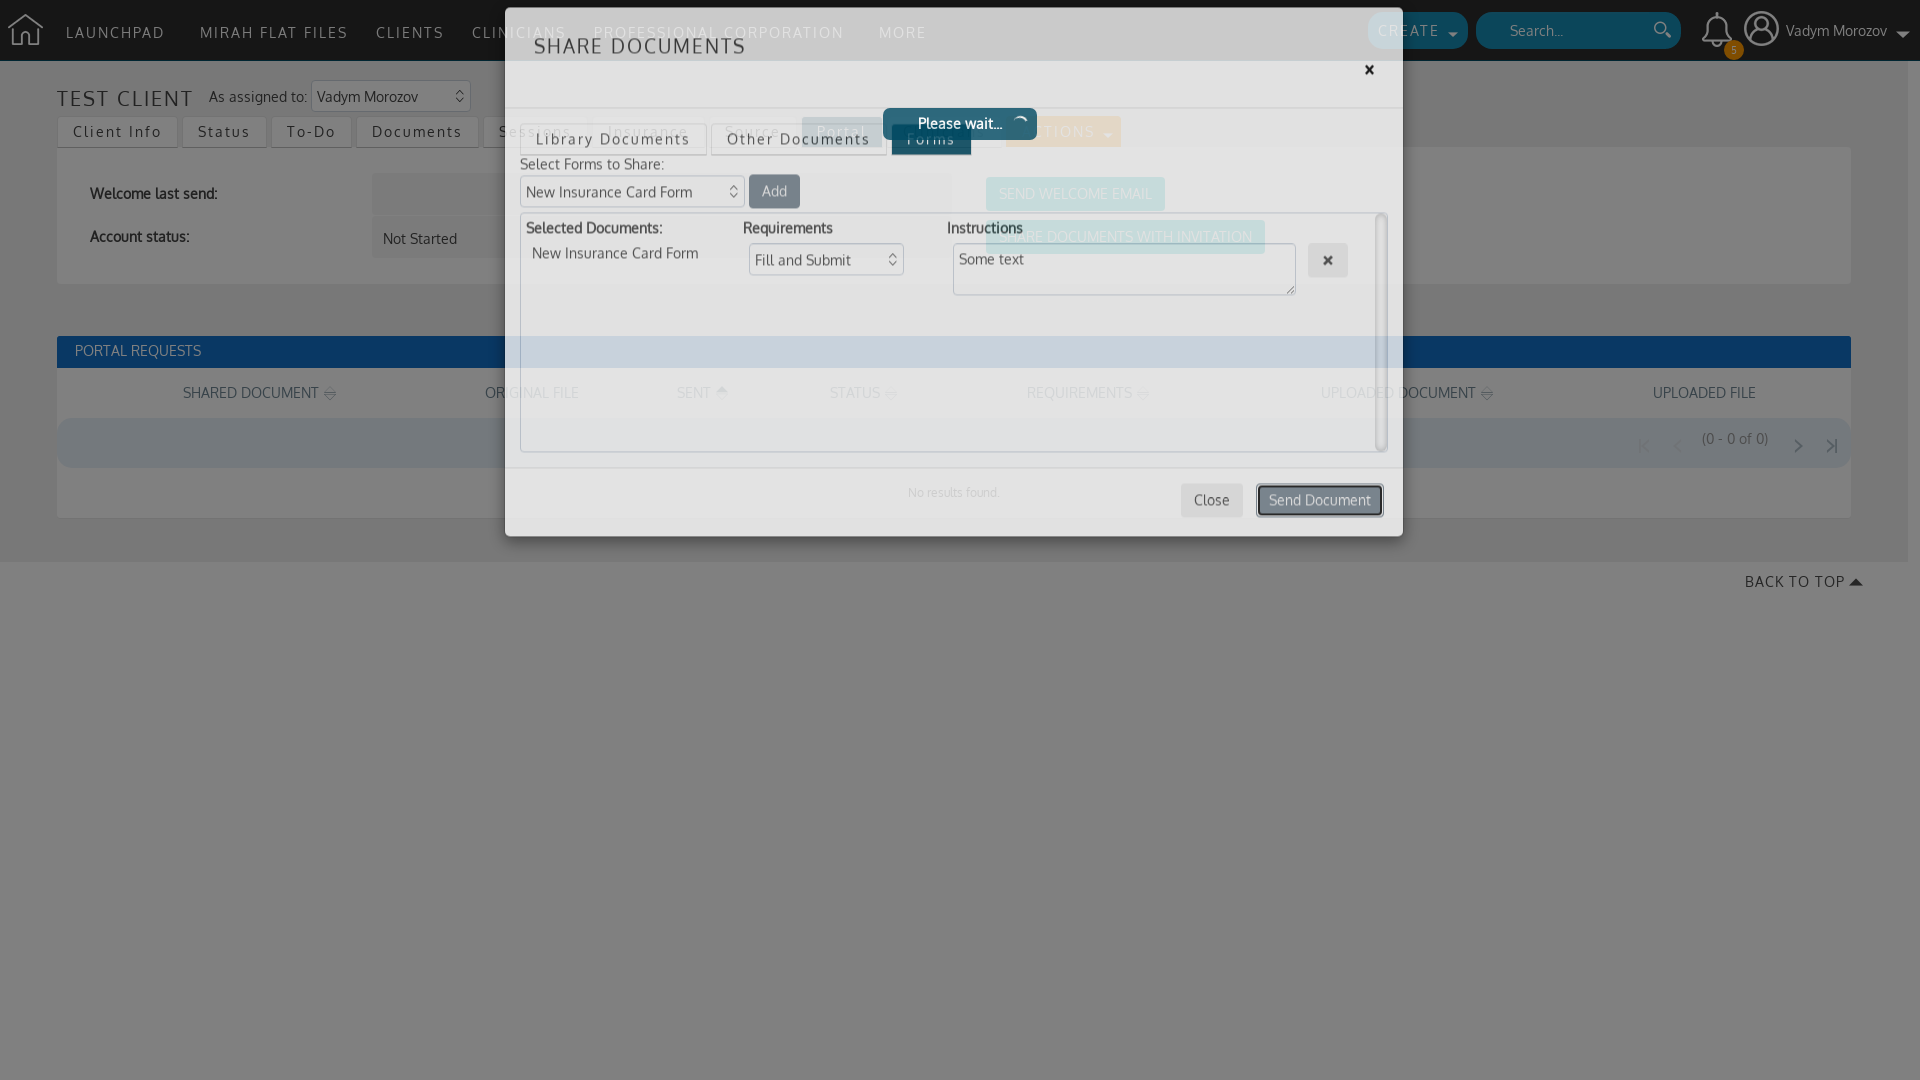 LAUNCHPAD MIRAH FLAT FILES CLIENTS CLINICIANS PROFESSIONAL CORPORATION MORE CREATE Search... 5 Vadym Morozov
SHARE DOCUMENTS
×
TEST CLIENT As assigned to: Vadym Morozov
Please wait...
Client Info Status To-Do Documents Sessions Insurance Source Portal
Library Documents Other Documents Forms
Select Forms to Share:
New Insurance Card Form Add
Welcome last send: SEND WELCOME EMAIL
Selected Documents: Requirements Instructions
Account status: Not Started SHARE DOCUMENTS WITH INVITATION
New Insurance Card Form Fill and Submit Some text ×
PORTAL REQUESTS
SHARED DOCUMENT ORIGINAL FILE SENT STATUS REQUIREMENTS UPLOADED DOCUMENT UPLOADED FILE
(0 - 0 of 0)
No results found.
Close Send Document
BACK TO TOP